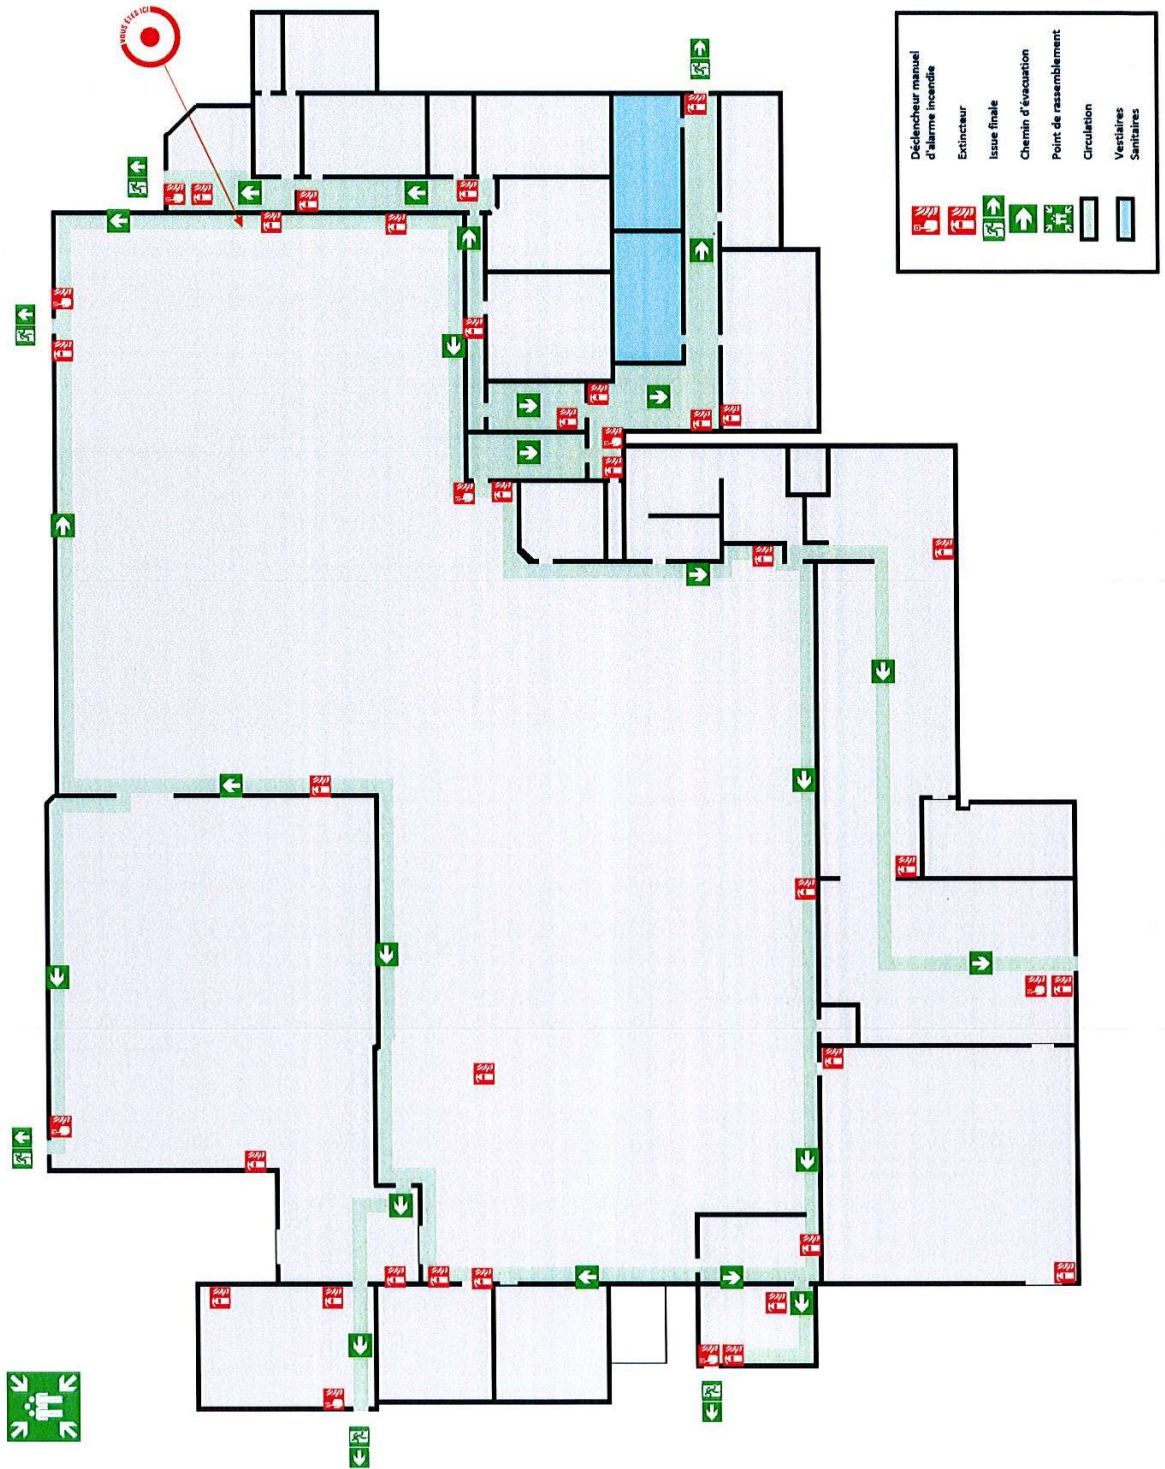 VOUS ÊTES ICI
Déclencheur manuel
d'alarme incendie
Extincteur
Issue finale
Chemin d'évacuation
Point de rassemblement
Circulation
Vestiaires
Sanitaires